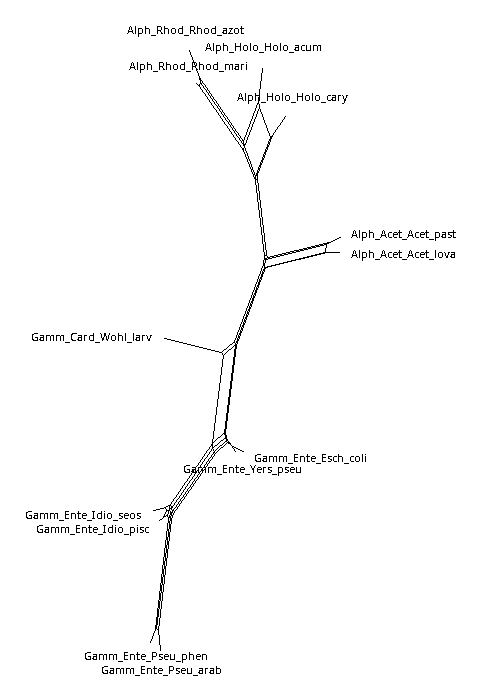 Alph_Rhod_Rhod_azot
Alph_Holo_Holo_acum
Alph_Rhod_Rhod_mari
Alph_Holo_Holo_cary
Alph_Acet_Acet_past
Alph_Acet_Acet_lova
Gamm_Card_Wohl_larv
Gamm_Ente_Esch_coli
Gamm_Ente_Yers_pseu
Gamm_Ente_Idio_seos
Gamm_Ente_Idio_pisc
Gamm_Ente_Pseu_phen
Gamm_Ente_Pseu_arab